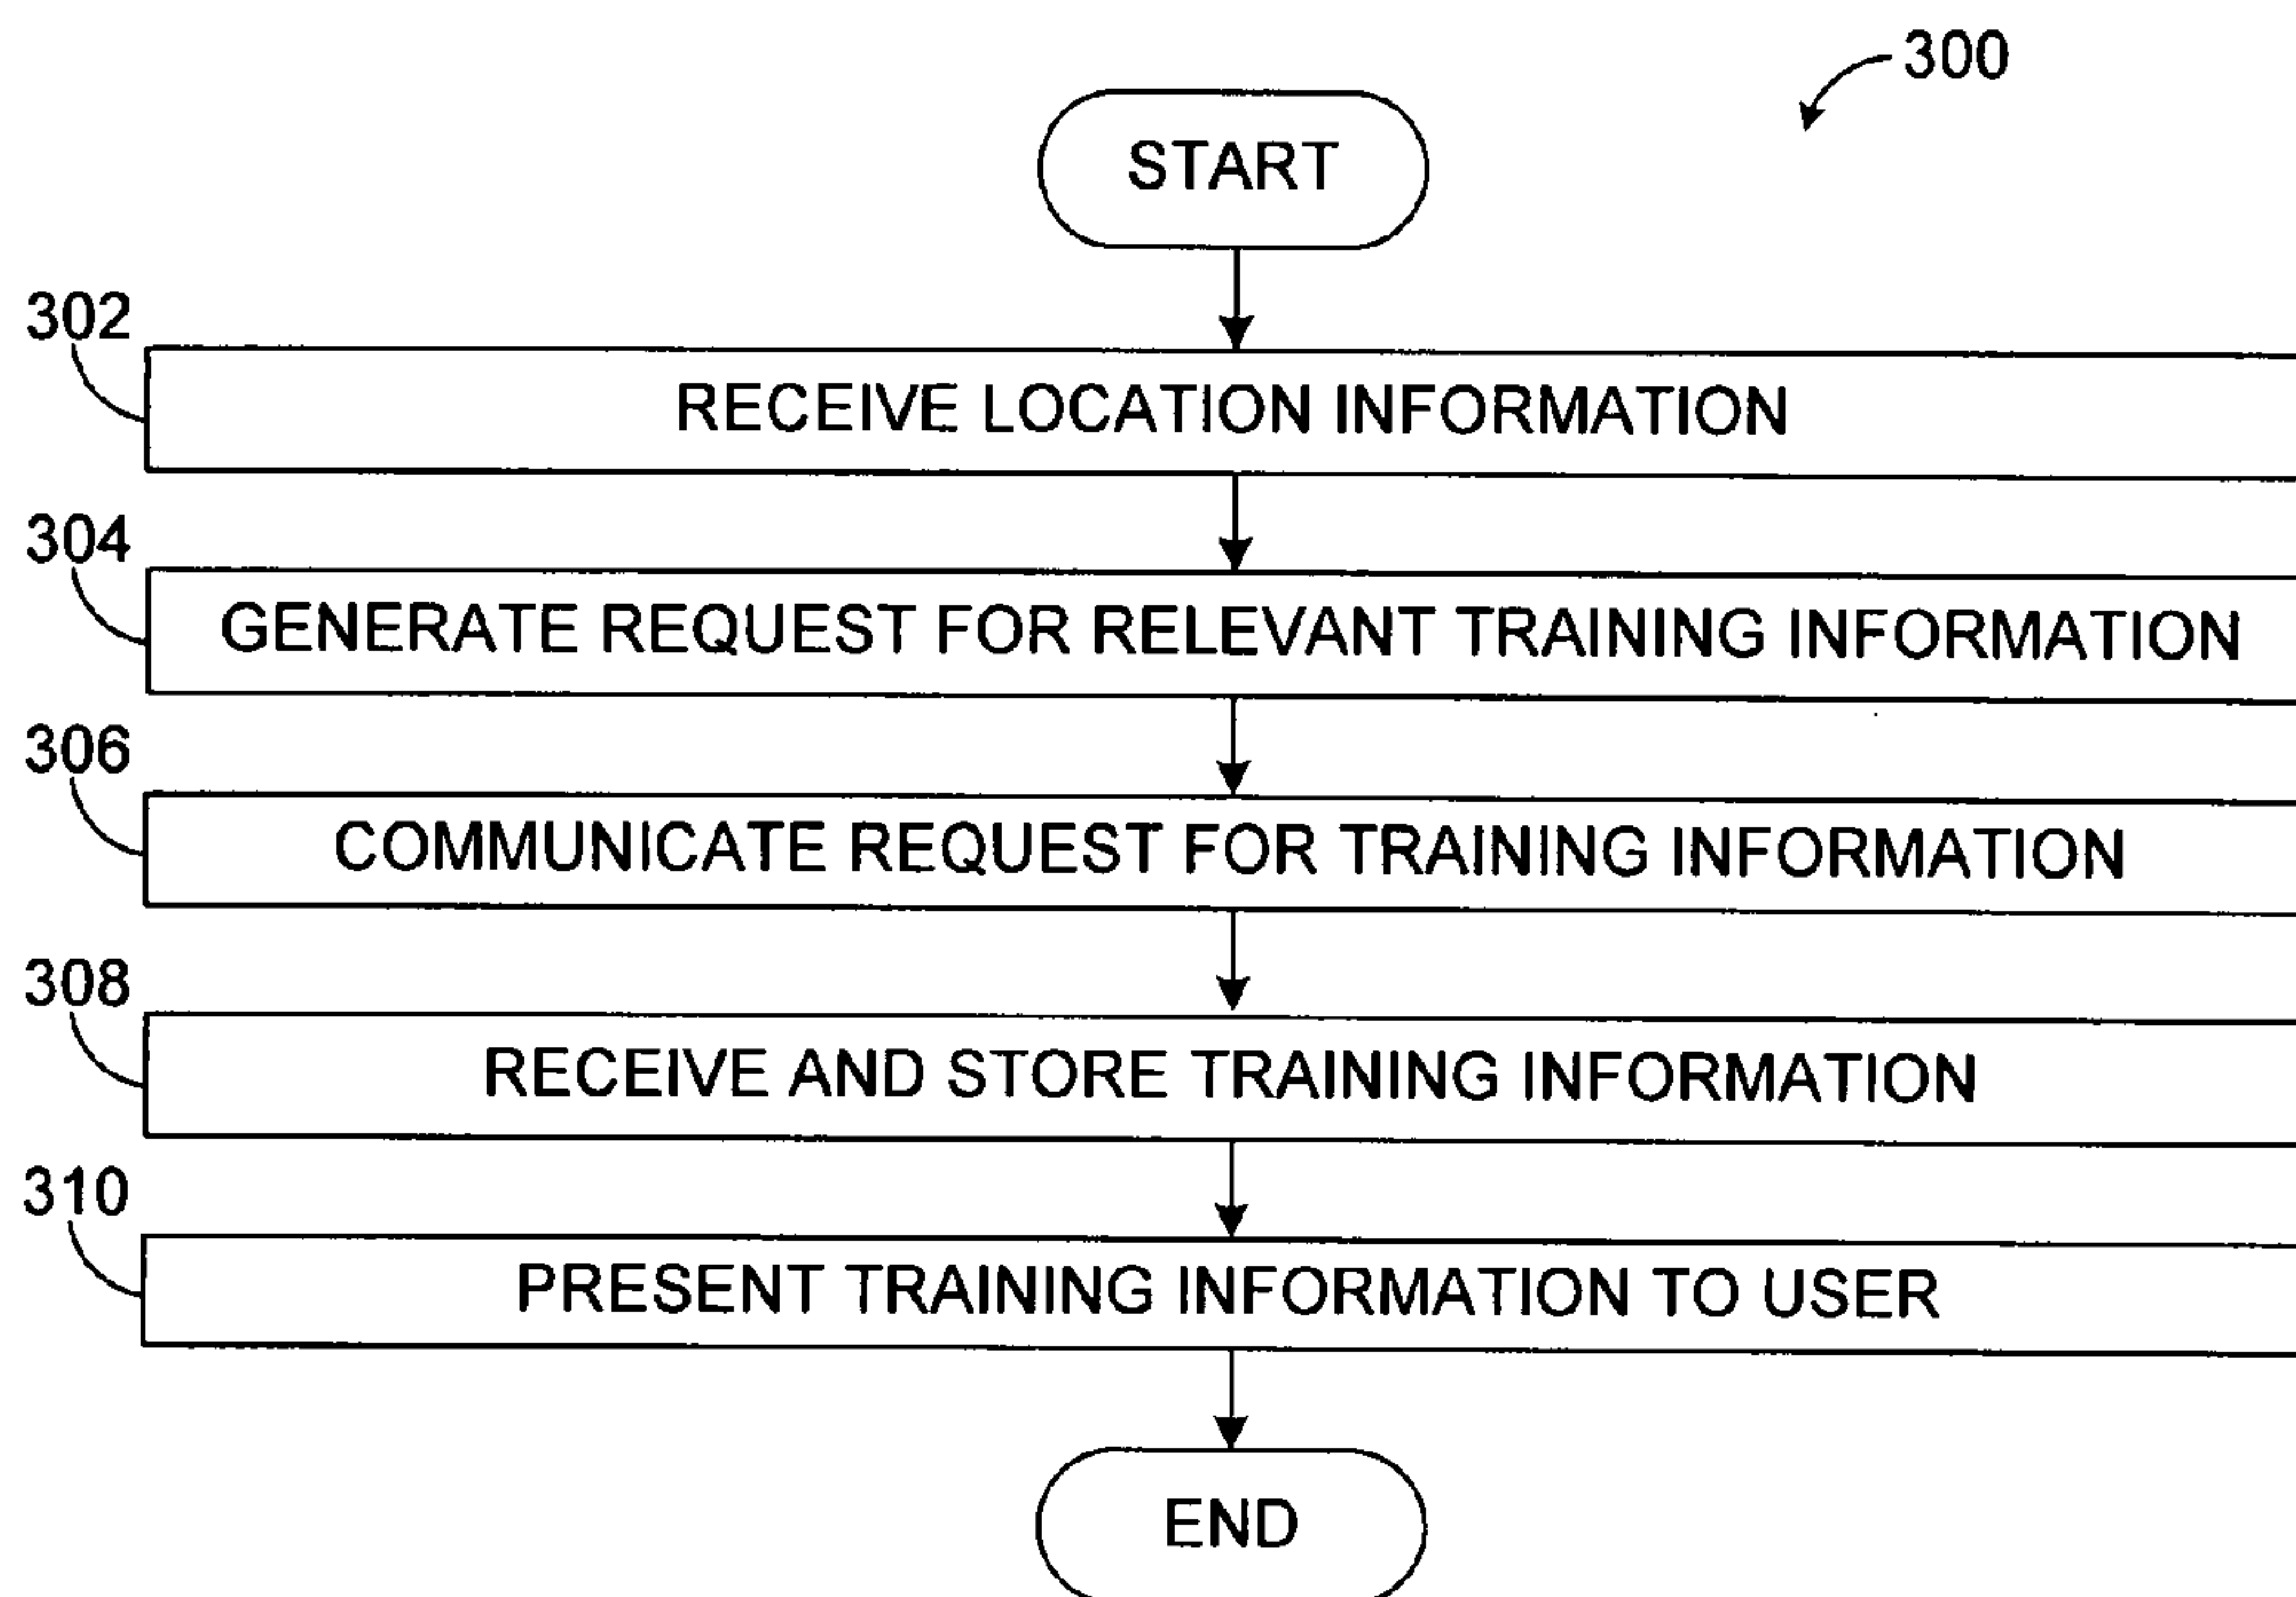 300
START
302
RECEIVE LOCATION INFORMATION
304
GENERATE REQUEST FOR RELEVANT TRAINING INFORMATION
306
COMMUNICATE REQUEST FOR TRAINING INFORMATION
308
RECEIVE AND STORE TRAINING INFORMATION
310
PRESENT TRAINING INFORMATION TO USER
END